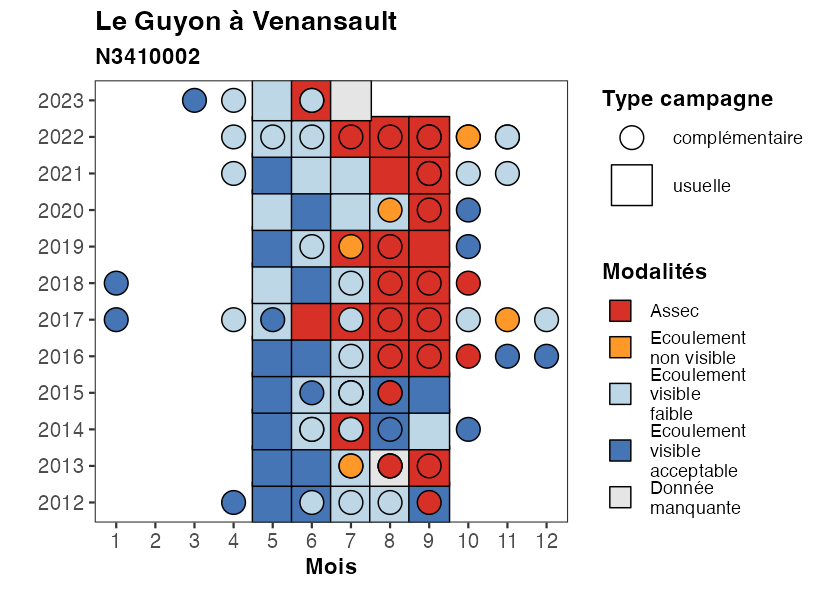 Le Guyon à Venansault
N3410002
2023
2022
2021
2020
2019
2018
2017
2016
2015
2014
2013
2012
1 2 3 4 5 6 7 8 9 10 11 12
Mois
Type campagne
complémentaire
usuelle
Modalités
Assec
Ecoulement
non visible
Ecoulement
visible
faible
Ecoulement
visible
acceptable
Donnée
manquante